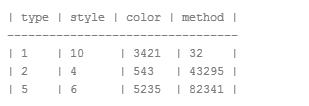 | type | style | color | method |
----------------------------------
| 1 | 10 | 3421 | 32 |
| 2 | 4 | 543 | 43295 |
| 5 | 6 | 5235 | 82341 |